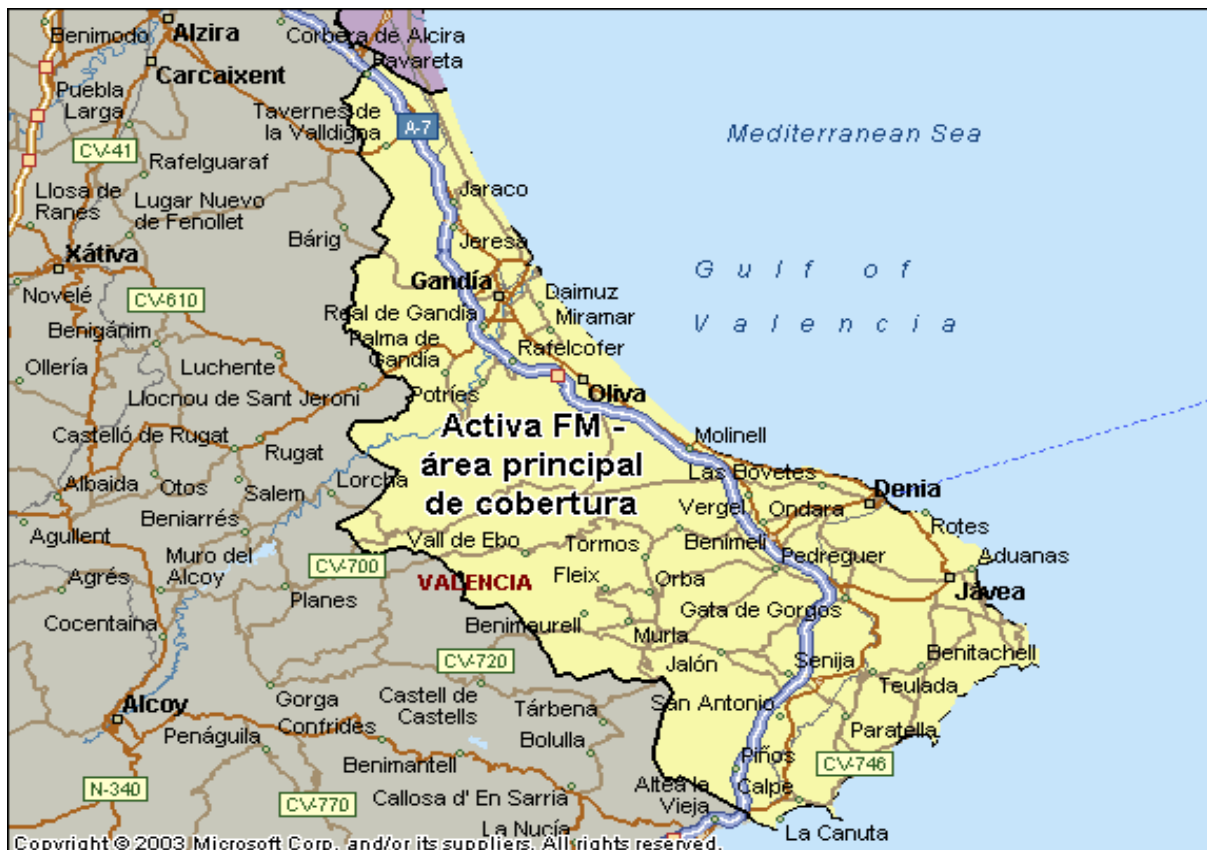 Benimodo
Alzira
Corbera de Alcira
Carcaixent
Favareta
Puebla
Larga
Tavernes de
la Valldigna
A-7
Mediterranean Sea
CV-41
Rafelguaraf
Llosa de
Ranes
Lugar Nuevo
de Fenollet
Jaraco
Bárig
Jeresa
Xátiva
Gulf of
Valencia
Novelé
CV-610
Gandía
Daimuz
Real de Gandía
Miramar
Benigánim
Palma de
Gandía
Rafelcofer
Ollería
Luchente
Llocnou de Sant Jeroni
Potríes
Oliva
Activa FM -
área principal
de cobertura
Castelló de Rugat
Rugat
Molinell
Las Bovetes
Albaida
Otos
Salem
Lorcha
Denia
Vergel
Ondara
Beniarrés
Agullent
Rotes
Muro del
Alcoy
CV-700
Vall de Ebo
Tormos
Benimeli
Pedreguer
Aduanas
Agrés
Planes
VALENCIA
Fleix
Orba
Jávea
Gata de Gorgos
Cocentaina
Benimaurell
Murla
CV-720
Jalón
Senija
Benitachell
Teulada
Gorga
Castell de
Castells
San Antonio
Alcoy
Confrides
Tárbena
Paratella
Penáguila
Bolulla
Benimantell
Piños
CV-746
N-340
CV-770
Callosa d' En Sarria
Altea la
Vieja
Calpe
La Nucía
La Canuta
Copyright © 2003 Microsoft Corp. and/or its suppliers. All rights reserved.